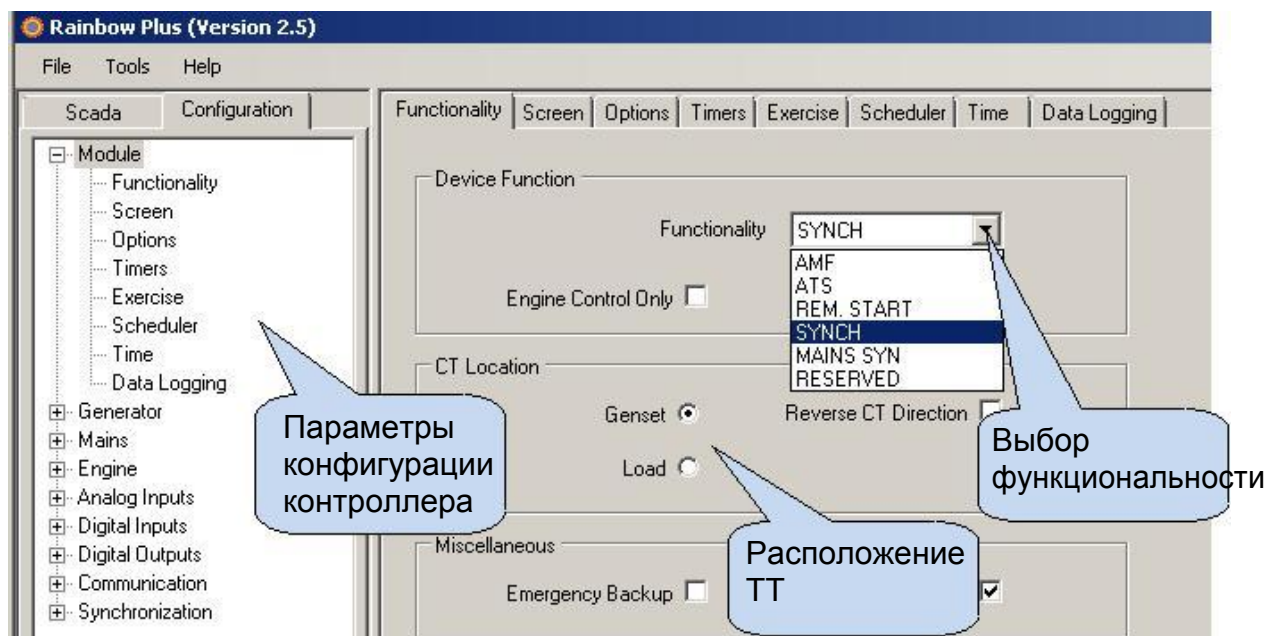 Rainbow Plus (Version 2.5)
File Tools Help
Scada Configuration
Functionality Screen Options Timers Exercise Scheduler Time Data Logging
Module
Functionality
Screen
Options
Timers
Exercise
Scheduler
Time
Data Logging
Generator
Mains
Engine
Analog Inputs
Digital Inputs
Digital Outputs
Communication
Synchronization
Параметры
конфигурации
контроллера
Device Function
Functionality SYNCH
AMF
ATS
REM. START
SYNCH
MAINS SYN
RESERVED
Engine Control Only
CT Location
Genset
Reverse CT Direction
Load
Выбор
функциональности
Расположение
ТТ
Miscellaneous
Emergency Backup